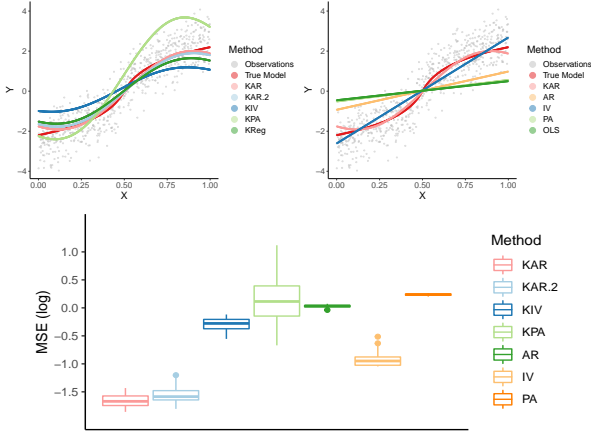 Y
4
2
0
−2
−4
0.00
0.25
0.50
0.75
1.00
X
Method
Observations
True Model
KAR
KAR.2
KIV
KPA
KReg
Y
4
2
0
−2
−4
0.00
0.25
0.50
0.75
1.00
X
Method
Observations
True Model
KAR
AR
IV
PA
OLS
MSE (log)
1.0
0.5
0.0
−0.5
−1.0
−1.5
Method
KAR
KAR.2
KIV
KPA
AR
IV
PA